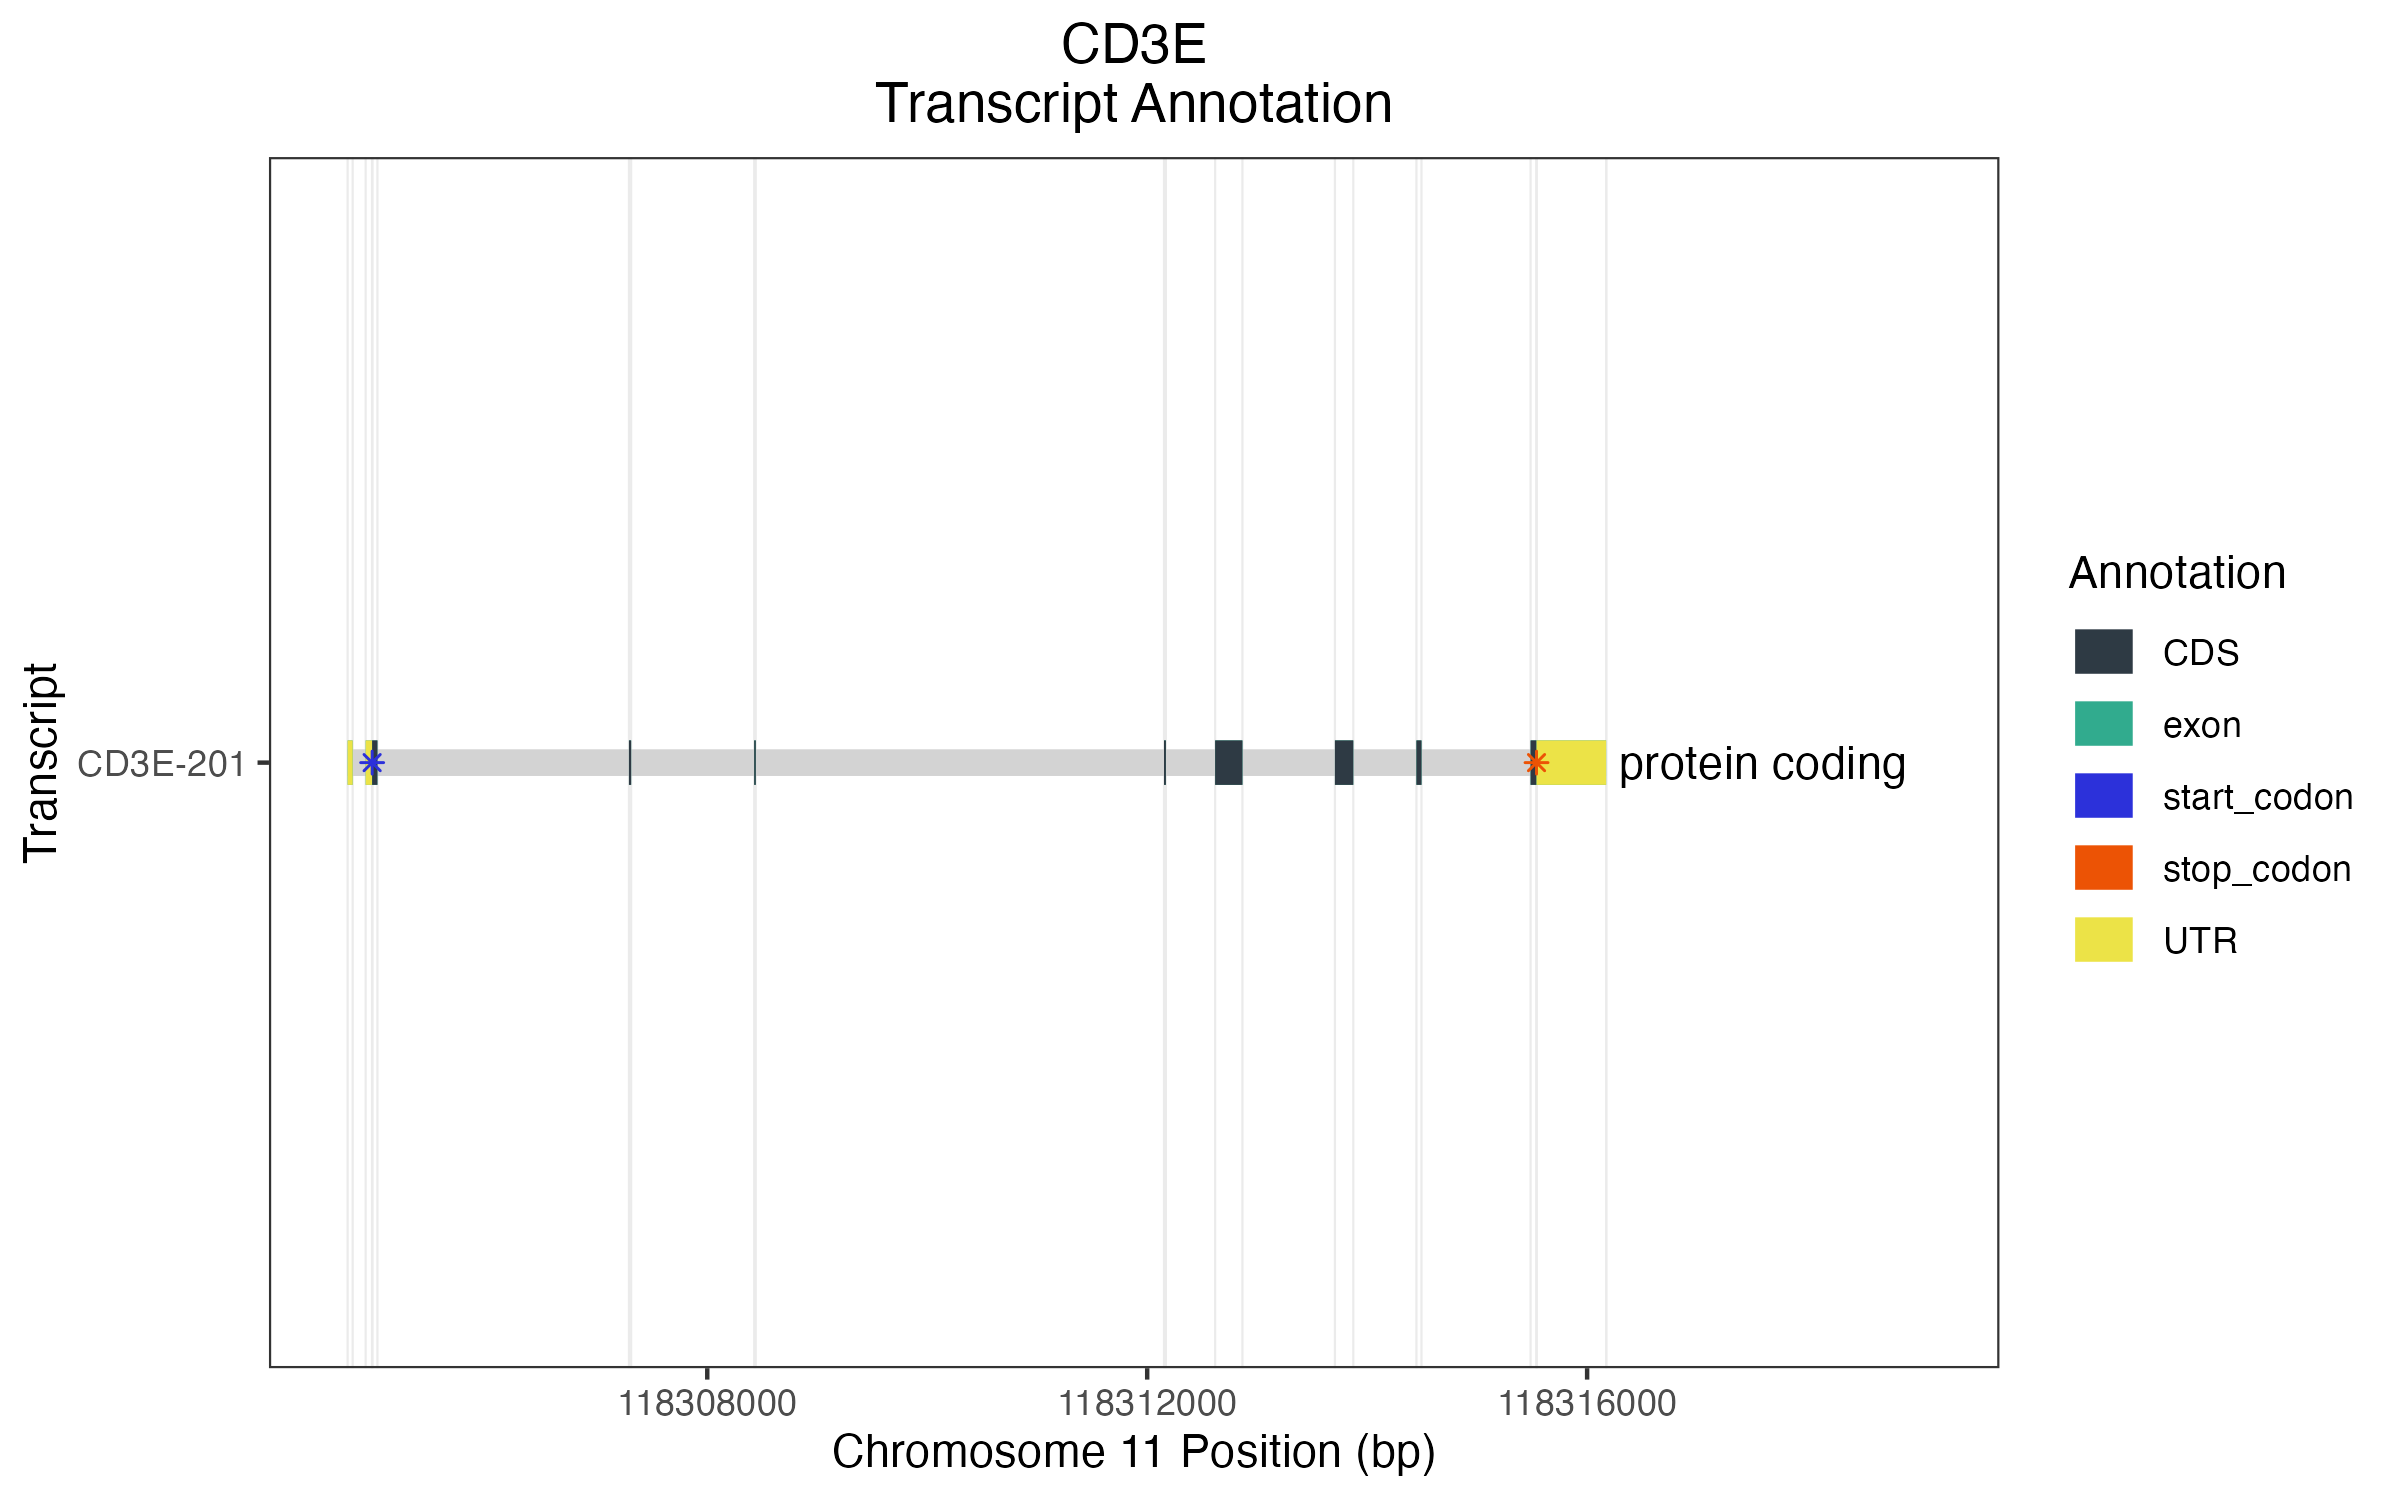 CD3E
Transcript Annotation
Transcript
CD3E-201
protein coding
118308000
118312000
118316000
Chromosome 11 Position (bp)
Annotation
CDS
exon
start_codon
stop_codon
UTR